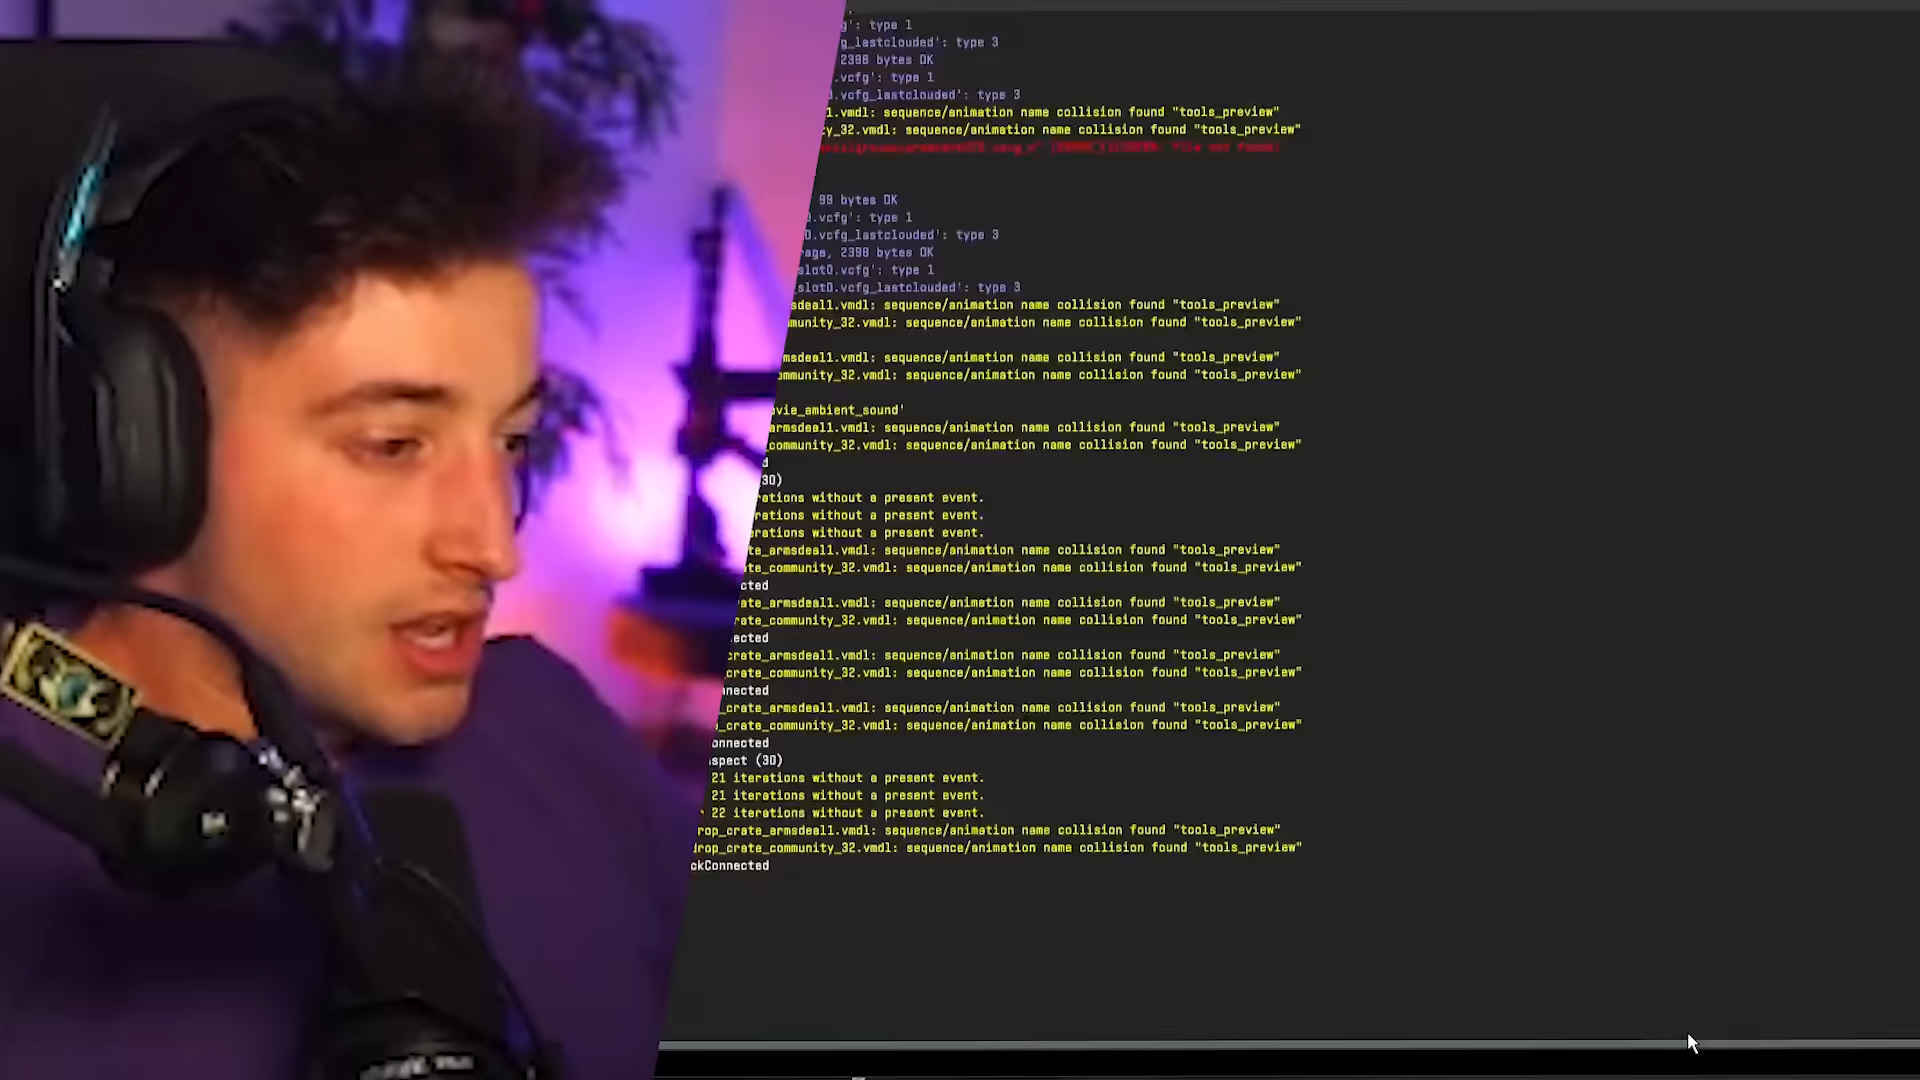 g': type 1
g_lastclouded': type 3
2398 bytes OK
.vcfg': type 1
.vcfg_lastclouded': type 3
1.vmdl: sequence/animation name collision found "tools_preview"
y_32.vmdl: sequence/animation name collision found "tools_preview"
99 bytes OK
0.vcfg': type 1
0.vcfg_lastclouded': type 3
rage, 2398 bytes OK
slot0.vcfg': type 1
_slot0.vcfg_lastclouded': type 3
sdeal1.vmdl: sequence/animation name collision found "tools_preview"
munity_32.vmdl: sequence/animation name collision found "tools_preview"
msdeal1.vmdl: sequence/animation name collision found "tools_preview"
ommunity_32.vmdl: sequence/animation name collision found "tools_preview"
ovie_ambient_sound'
armsdeal1.vmdl: sequence/animation name collision found "tools_preview"
community_32.vmdl: sequence/animation name collision found "tools_preview"
d
(30)
rations without a present event.
rations without a present event.
erations without a present event.
te_armsdeal1.vmdl: sequence/animation name collision found "tools_preview"
te_community_32.vmdl: sequence/animation name collision found "tools_preview"
cted
ate_armsdeal1.vmdl: sequence/animation name collision found "tools_preview"
rate_community_32.vmdl: sequence/animation name collision found "tools_preview"
ected
crate_armsdeal1.vmdl: sequence/animation name collision found "tools_preview"
_crate_community_32.vmdl: sequence/animation name collision found "tools_preview"
nnected
_crate_armsdeal1.vmdl: sequence/animation name collision found "tools_preview"
p_crate_community_32.vmdl: sequence/animation name collision found "tools_preview"
onnected
spect (30)
21 iterations without a present event.
21 iterations without a present event.
22 iterations without a present event.
rop_crate_armsdeal1.vmdl: sequence/animation name collision found "tools_preview"
drop_crate_community_32.vmdl: sequence/animation name collision found "tools_preview"
ckConnected